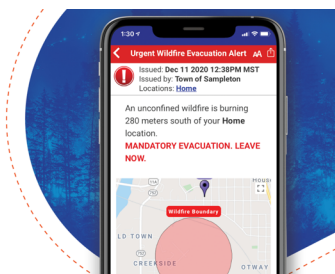 1:30
Urgent Wildfire Evacuation Alert AA
Issued: Dec 11 2020 12:38PM MST
Issued by: Town of Sampleton
Locations: Home
An unconfined wildfire is burning
280 meters south of your Home
location.
MANDATORY EVACUATION. LEAVE
NOW.
Wildfire Boundary
LD TOWN
CREEKSIDE
OTWAY